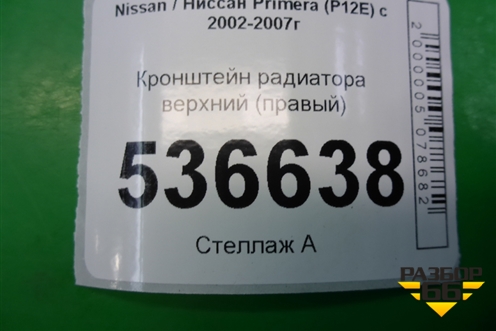 Nissan / Ниссан Primera (P12E) с
2002-2007г
Кронштейн радиатора
верхний (правый)
536638
Стеллаж А
2000005078682
РАЗБОР
66